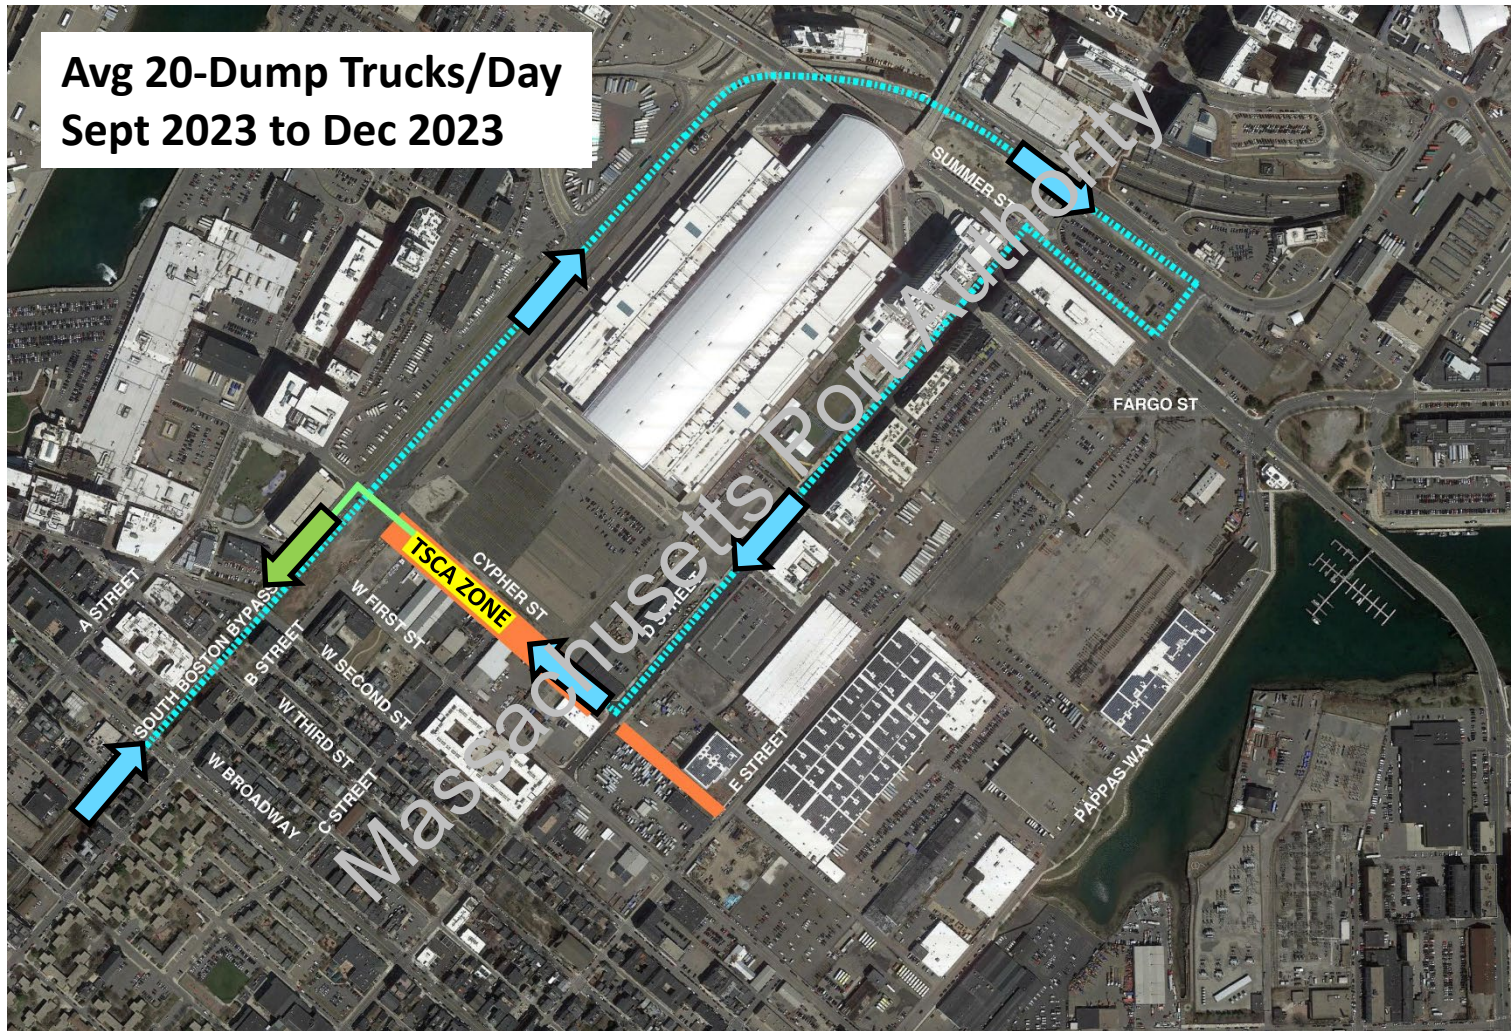 Avg 20-Dump Trucks/Day
Sept 2023 to Dec 2023
SUMMER ST
FARGO ST
CYPHER ST
TSCA ZONE
W FIRST ST
D STREET
A STREET
SOUTH BOSTON BYPASS
B STREET
W SECOND ST
W THIRD ST
W BROADWAY
C STREET
E STREET
PAPPAS WAY
Massachusetts Port Authority